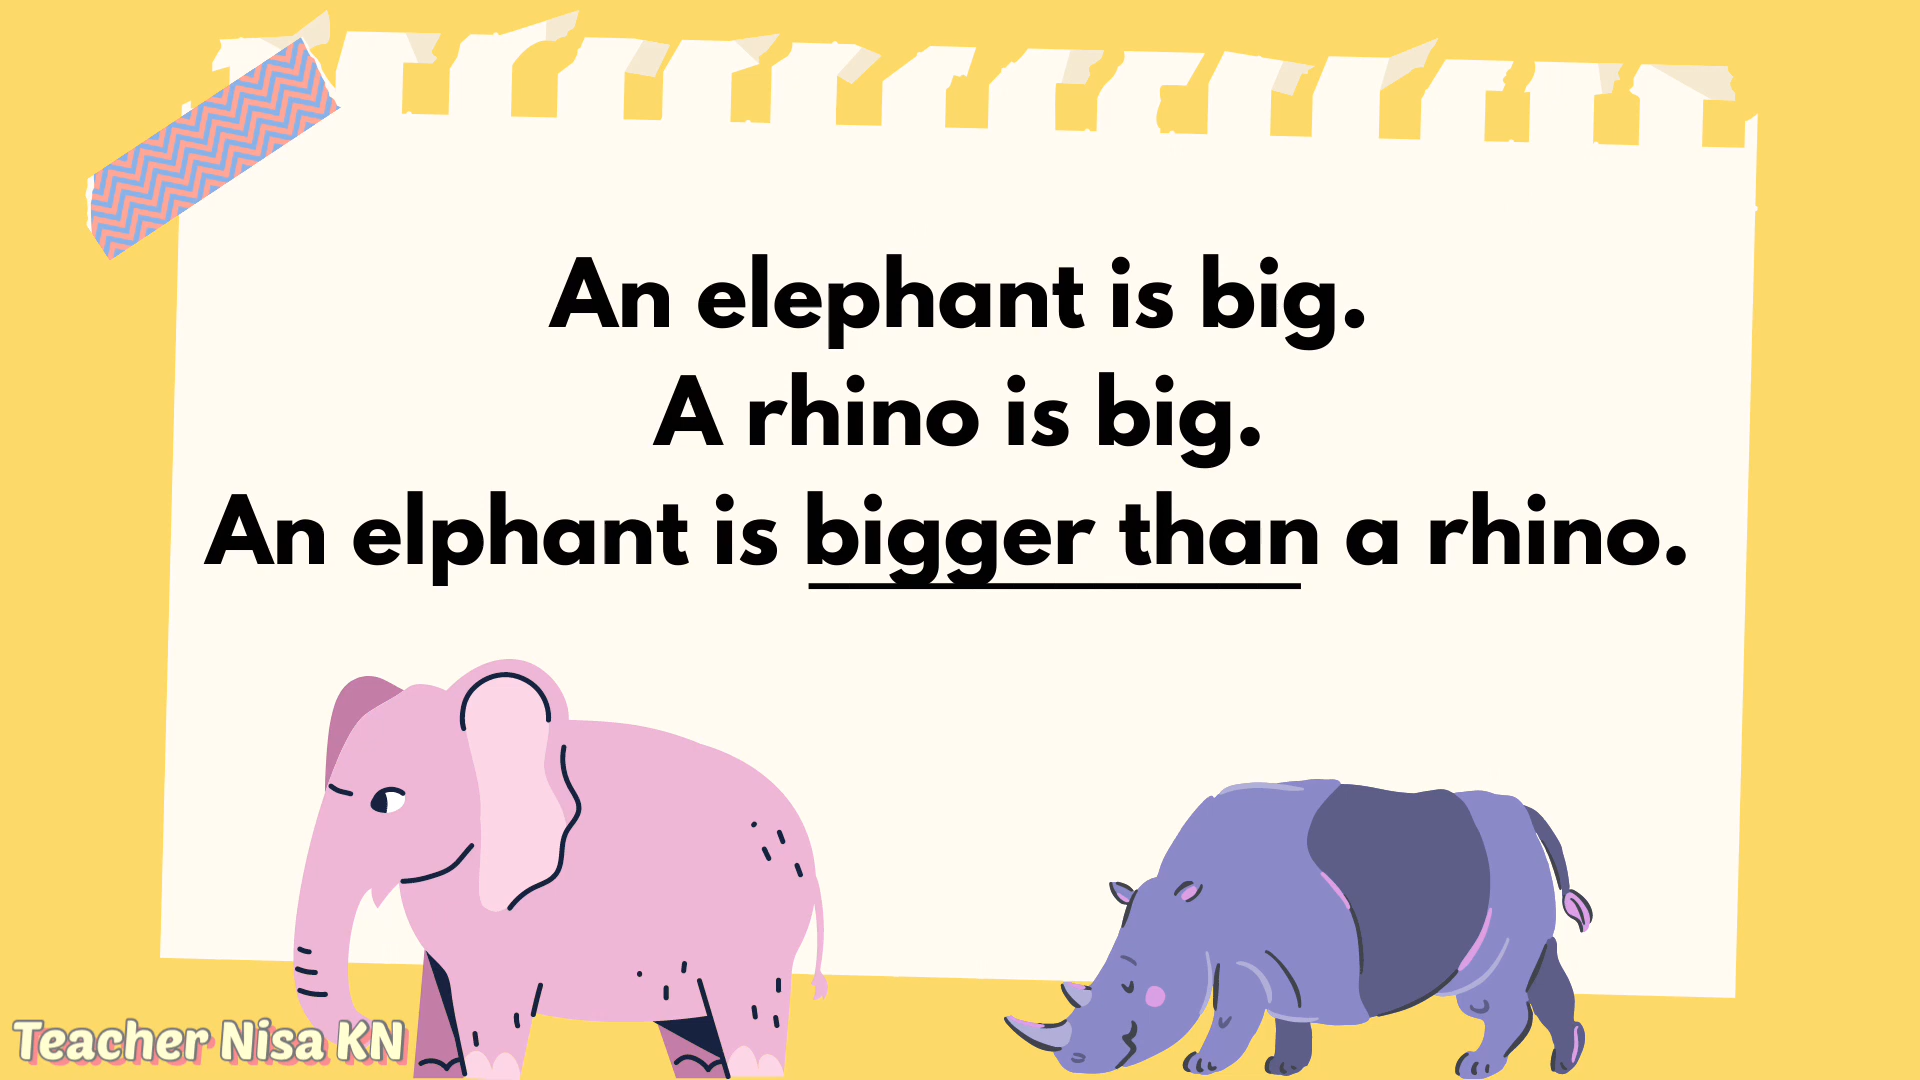 An elephant is big.
A rhino is big.
An elphant is bigger than a rhino.
Teacher Nisa KN